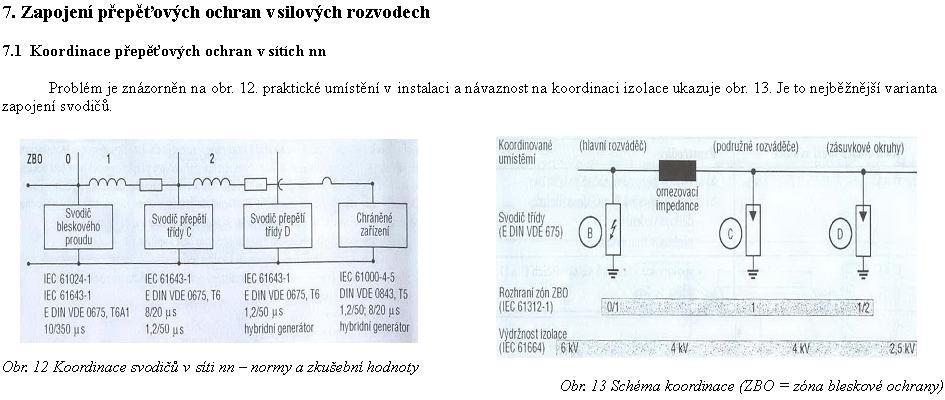 7. Zapojení přepěťových ochran v silových rozvodech
7.1 Koordinace přepěťových ochran v sítích nn
Problém je znázorněn na obr. 12. praktické umístění v instalaci a návaznost na koordinaci izolace ukazuje obr. 13. Je to nejběžnější varianta
zapojení svodičů.
ZBO 0 1 2
Svodič
bleskového
proudu
Svodič přepětí
třídy C
Svodič přepětí
třídy D
Chráněné
zařízení
IEC 61024-1
IEC 61643-1
E DIN VDE 0675, T6A1
10/350 µs
IEC 61643-1
E DIN VDE 0675, T6
8/20 µs
1,2/50 µs
IEC 61643-1
E DIN VDE 0675, T6
1,2/50 µs
hybridní generátor
IEC 61000-4-5
DIN VDE 0843, T5
1,2/50; 8/20 µs
hybridní generátor
Obr. 12 Koordinace svodičů v síti nn – normy a zkušební hodnoty
Koordinované
umístěmí
(hlavní rozváděč)
(podružné rozváděče)
(zásuvkové okruhy)
omezovací
impedance
Svodič třídy
(E DIN VDE 675)
B
C
D
Rozhraní zón ZBO
(IEC 61312-1)
0/1 1 1/2
Výdržnost izolace
(IEC 61664) 6 kV 4 kV 4 kV 2,5 kV
Obr. 13 Schéma koordinace (ZBO = zóna bleskové ochrany)